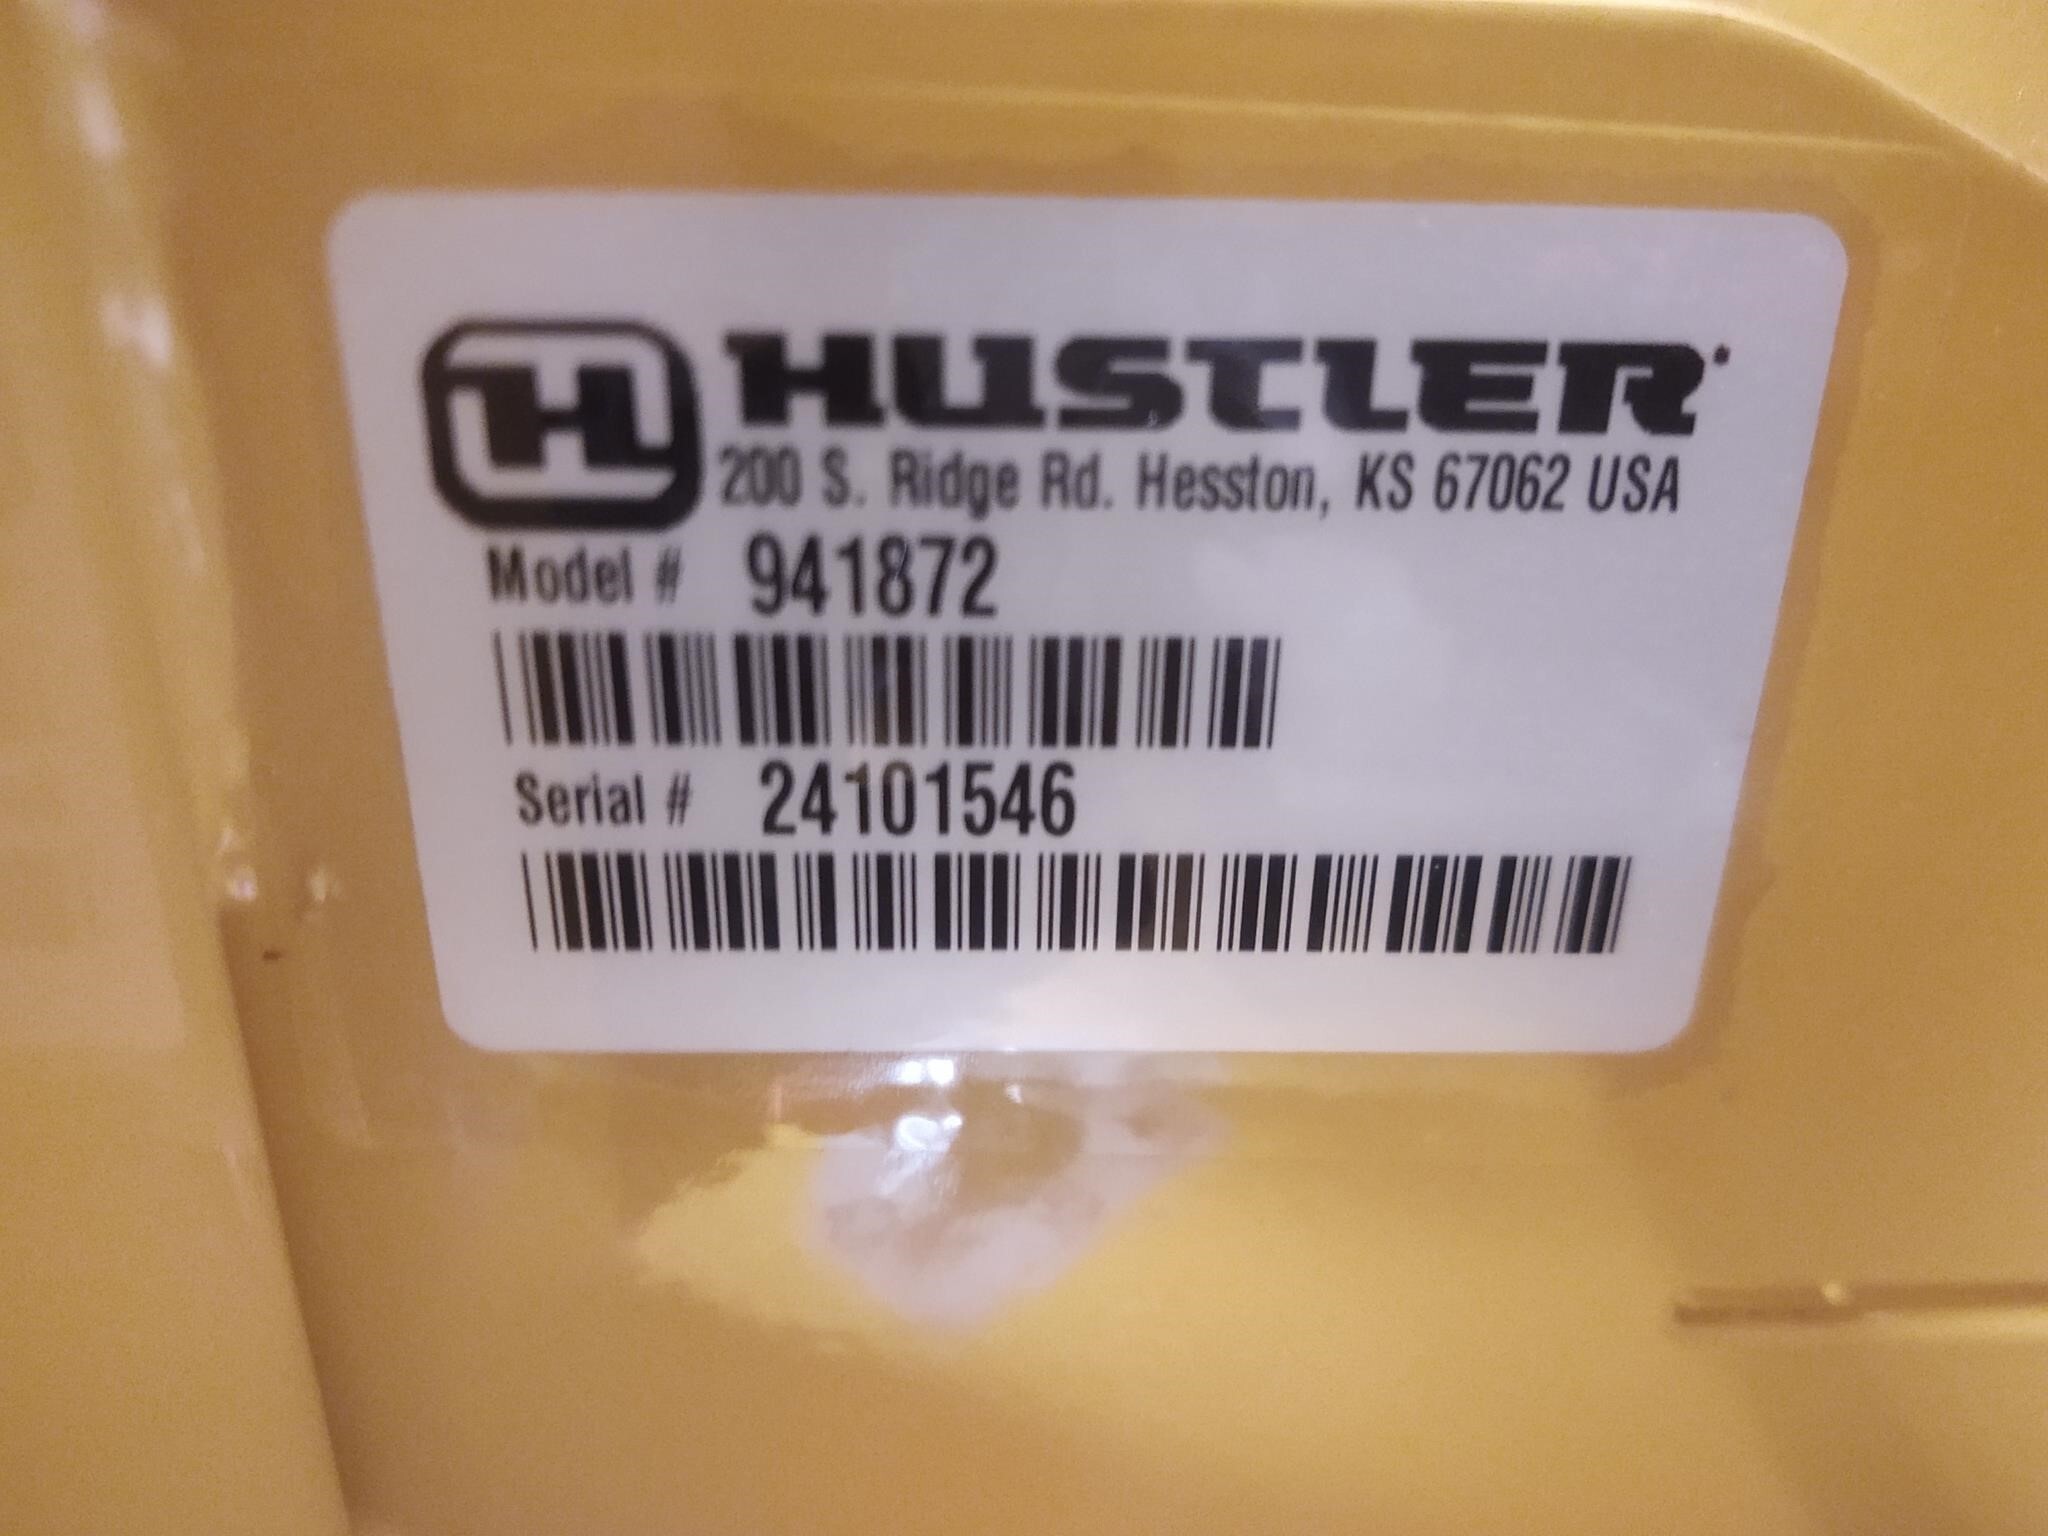 H HUSTLER
200 S. Ridge Rd. Hesston, KS 67062 USA
Model # 941872
Serial # 24101546